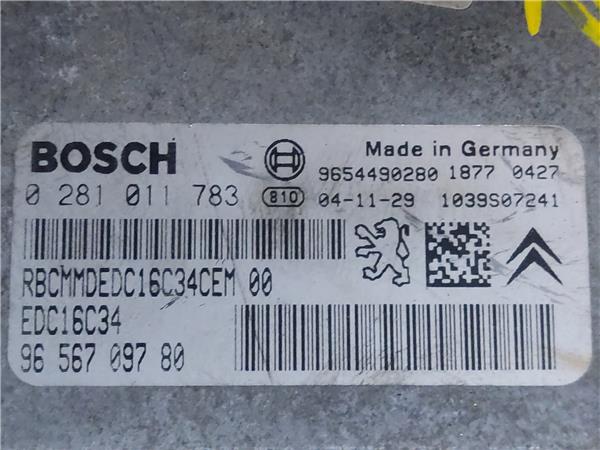 BOSCH
Made in Germany
9654490280 1877 0427
0 281 011 783 810 04-11-29 1039S07241
RBCMMDEDC16C34CEM 00
EDC16C34
96 567 097 80